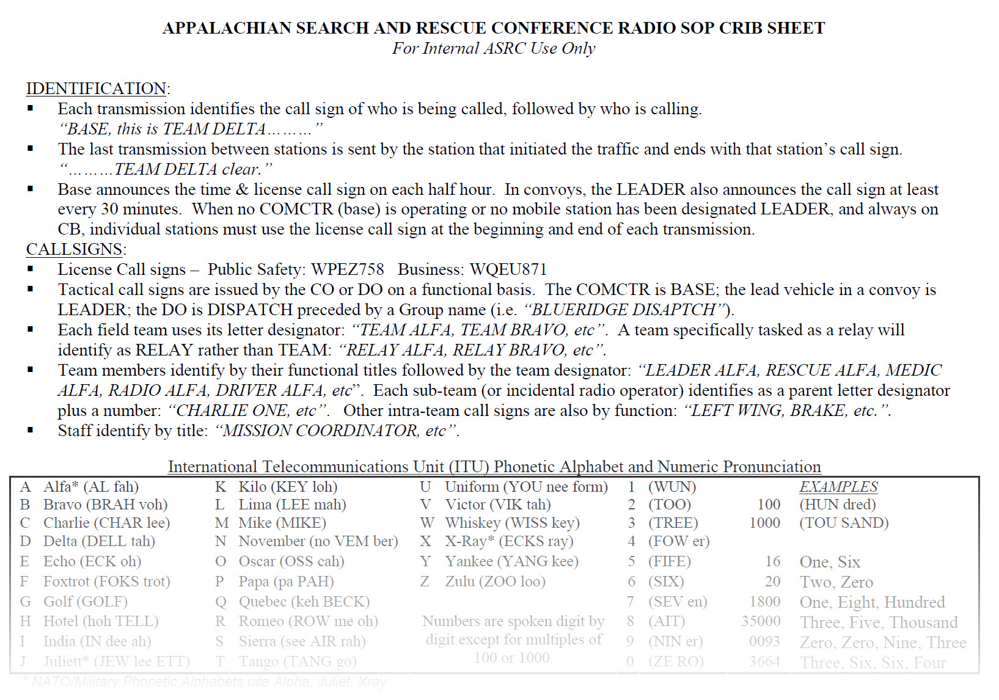 APPALACHIAN SEARCH AND RESCUE CONFERENCE RADIO SOP CRIB SHEET
For Internal ASRC Use Only
IDENTIFICATION:
▪ Each transmission identifies the call sign of who is being called, followed by who is calling.
“BASE, this is TEAM DELTA………”
▪ The last transmission between stations is sent by the station that initiated the traffic and ends with that station’s call sign.
“………TEAM DELTA clear.”
▪ Base announces the time & license call sign on each half hour. In convoys, the LEADER also announces the call sign at least
every 30 minutes. When no COMCTR (base) is operating or no mobile station has been designated LEADER, and always on
CB, individual stations must use the license call sign at the beginning and end of each transmission.
CALLSIGNS:
▪ License Call signs – Public Safety: WPEZ758 Business: WQEU871
▪ Tactical call signs are issued by the CO or DO on a functional basis. The COMCTR is BASE; the lead vehicle in a convoy is
LEADER; the DO is DISPATCH preceded by a Group name (i.e. “BLUERIDGE DISAPTCH”).
▪ Each field team uses its letter designator: “TEAM ALFA, TEAM BRAVO, etc”. A team specifically tasked as a relay will
identify as RELAY rather than TEAM: “RELAY ALFA, RELAY BRAVO, etc”.
▪ Team members identify by their functional titles followed by the team designator: “LEADER ALFA, RESCUE ALFA, MEDIC
ALFA, RADIO ALFA, DRIVER ALFA, etc”. Each sub-team (or incidental radio operator) identifies as a parent letter designator
plus a number: “CHARLIE ONE, etc”. Other intra-team call signs are also by function: “LEFT WING, BRAKE, etc.”.
▪ Staff identify by title: “MISSION COORDINATOR, etc”.
International Telecommunications Unit (ITU) Phonetic Alphabet and Numeric Pronunciation
A Alfa* (AL fah) K Kilo (KEY loh) U Uniform (YOU nee form) 1 (WUN) EXAMPLES
B Bravo (BRAH voh) L Lima (LEE mah) V Victor (VIK tah) 2 (TOO) 100 (HUN dred)
C Charlie (CHAR lee) M Mike (MIKE) W Whiskey (WISS key) 3 (TREE) 1000 (TOU SAND)
D Delta (DELL tah) N November (no VEM ber) X X-Ray* (ECKS ray) 4 (FOW er)
E Echo (ECK oh) O Oscar (OSS cah) Y Yankee (YANG kee) 5 (FIFE) 16 One, Six
F Foxtrot (FOKS trot) P Papa (pa PAH) Z Zulu (ZOO loo) 6 (SIX) 20 Two, Zero
G Golf (GOLF) Q Quebec (keh BECK) 7 (SEV en) 1800 One, Eight, Hundred
H Hotel (hoh TELL) R Romeo (ROW me oh) Numbers are spoken digit by 8 (AIT) 35000 Three, Five, Thousand
I India (IN dee ah) S Sierra (see AIR rah) digit except for multiples of 9 (NIN er) 0093 Zero, Zero, Nine, Three
J Juliett* (JEW lee ETT) T Tango (TANG go) 100 or 1000. 0 (ZE RO) 3664 Three, Six, Six, Four
* NATO/Military Phonetic Alphabets use Alpha, Juliet, Xray